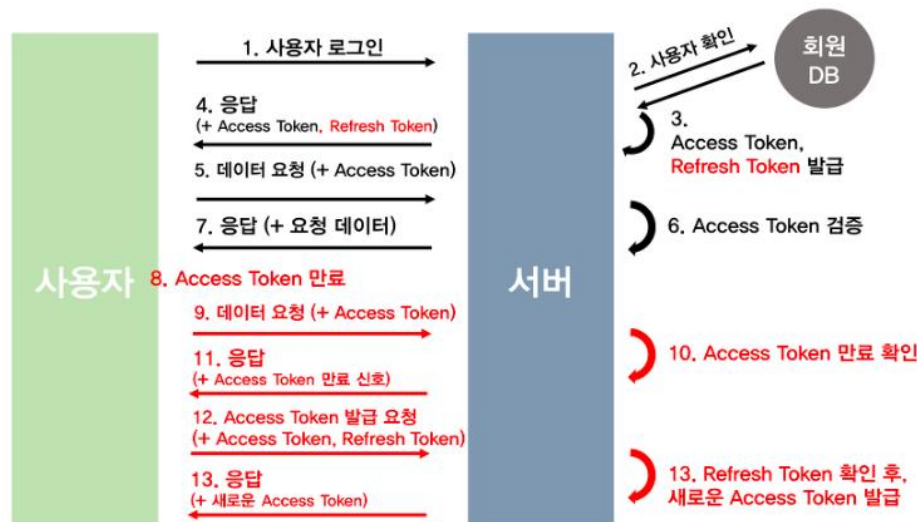 1. 사용자 로그인
2. 사용자 확인
회원
DB
4. 응답
(+ Access Token, Refresh Token)
3.
Access Token,
Refresh Token 발급
5. 데이터 요청 (+ Access Token)
7. 응답 (+ 요청 데이터)
6. Access Token 검증
사용자
8. Access Token 만료
서버
9. 데이터 요청 (+ Access Token)
10. Access Token 만료 확인
11. 응답
(+ Access Token 만료 신호)
12. Access Token 발급 요청
(+ Access Token, Refresh Token)
13. Refresh Token 확인 후,
새로운 Access Token 발급
13. 응답
(+ 새로운 Access Token)